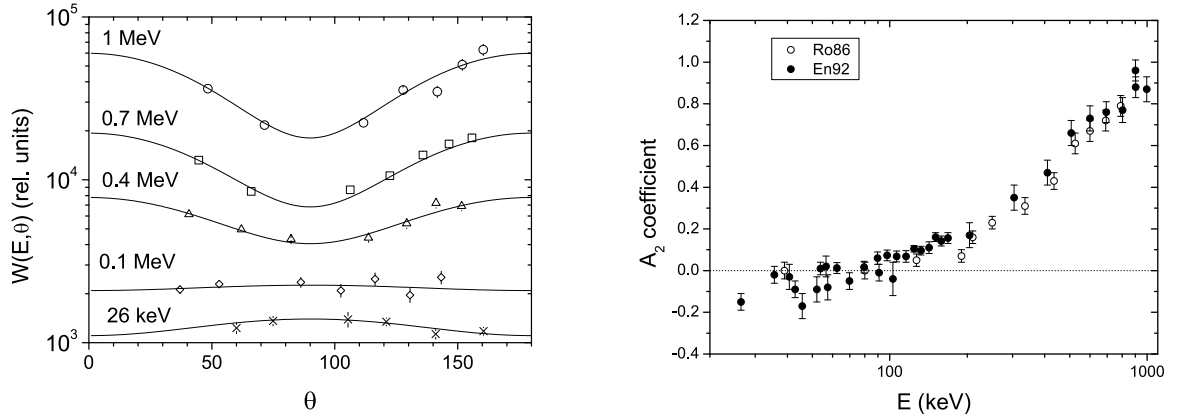 10^5
1 MeV
0.7 MeV
10^4
0.4 MeV
0.1 MeV
26 keV
10^3
0 50 100 150
W(E,θ) (rel. units)
θ
1.2
1.0
0.8
0.6
0.4
0.2
0.0
-0.2
-0.4
Ro86
En92
100 1000
A_2 coefficient
E (keV)